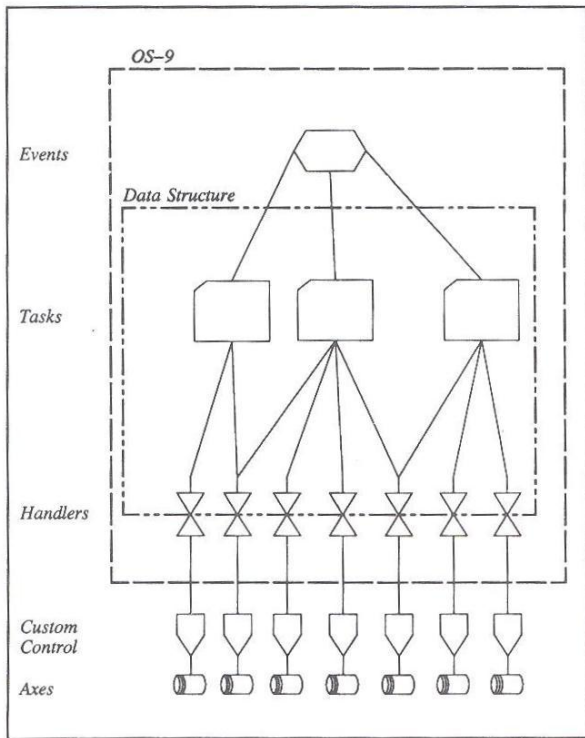 OS-9
Events
Data Structure
Tasks
Handlers
Custom
Control
Axes